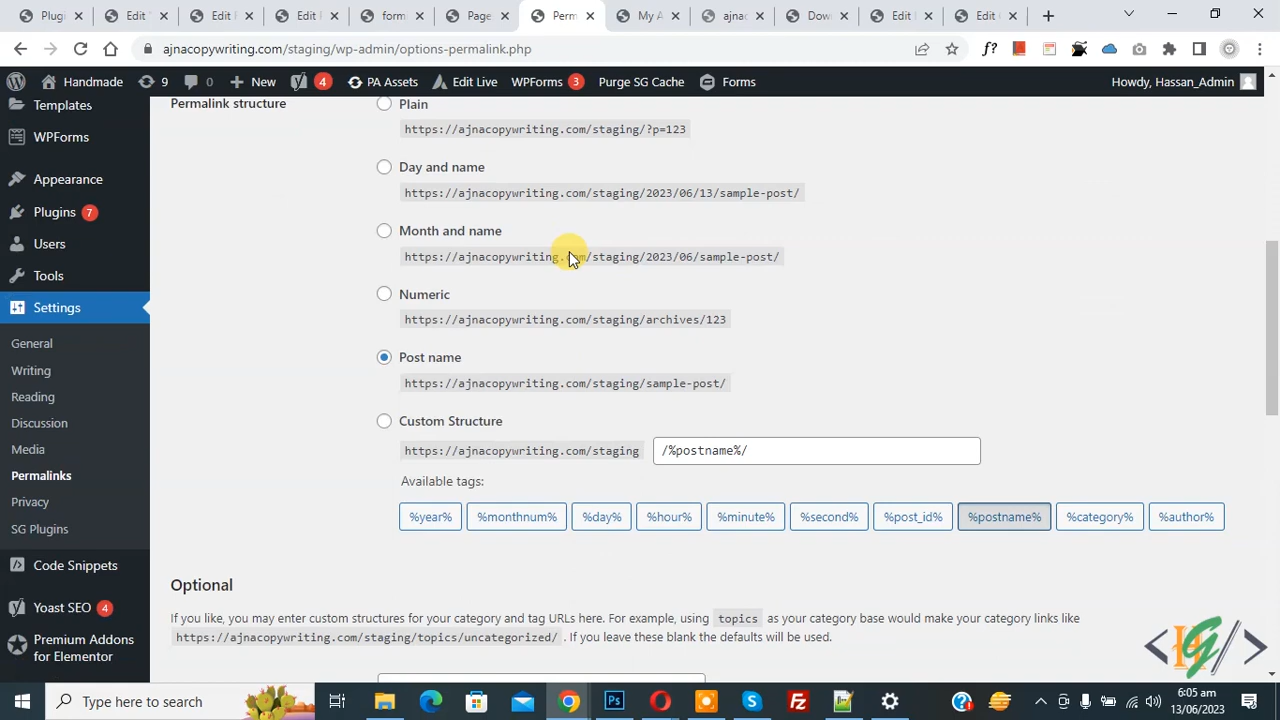 Plugi
Edit '
Edit F
Edit I
form
Page
Perm
My A
ajnac
Dow
Edit
Edit
ajnacopywriting.com/staging/wp-admin/options-permalink.php
Handmade
9
0
New
4
PA Assets
Edit Live
WPForms
3
Purge SG Cache
Forms
Howdy, Hassan_Admin
Templates
WPForms
Appearance
Plugins 7
Users
Tools
Settings
General
Writing
Reading
Discussion
Media
Permalinks
Privacy
SG Plugins
Code Snippets
Yoast SEO 4
Premium Addons
for Elementor
Permalink structure
Plain
https://ajnacopywriting.com/staging/?p=123
Day and name
https://ajnacopywriting.com/staging/2023/06/13/sample-post/
Month and name
https://ajnacopywriting.com/staging/2023/06/sample-post/
Numeric
https://ajnacopywriting.com/staging/archives/123
Post name
https://ajnacopywriting.com/staging/sample-post/
Custom Structure
https://ajnacopywriting.com/staging /%postname%/
Available tags:
%year% %monthnum% %day% %hour% %minute% %second% %post_id% %postname% %category% %author%
Optional
If you like, you may enter custom structures for your category and tag URLs here. For example, using topics as your category base would make your category links like
https://ajnacopywriting.com/staging/topics/uncategorized/ . If you leave these blank the defaults will be used.
Type here to search
6:05 am
13/06/2023